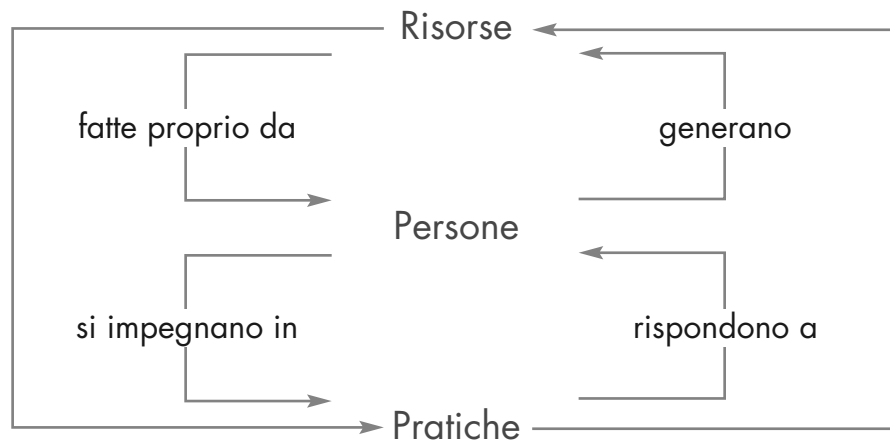 Risorse
fatte proprio da
generano
Persone
si impegnano in
rispondono a
Pratiche